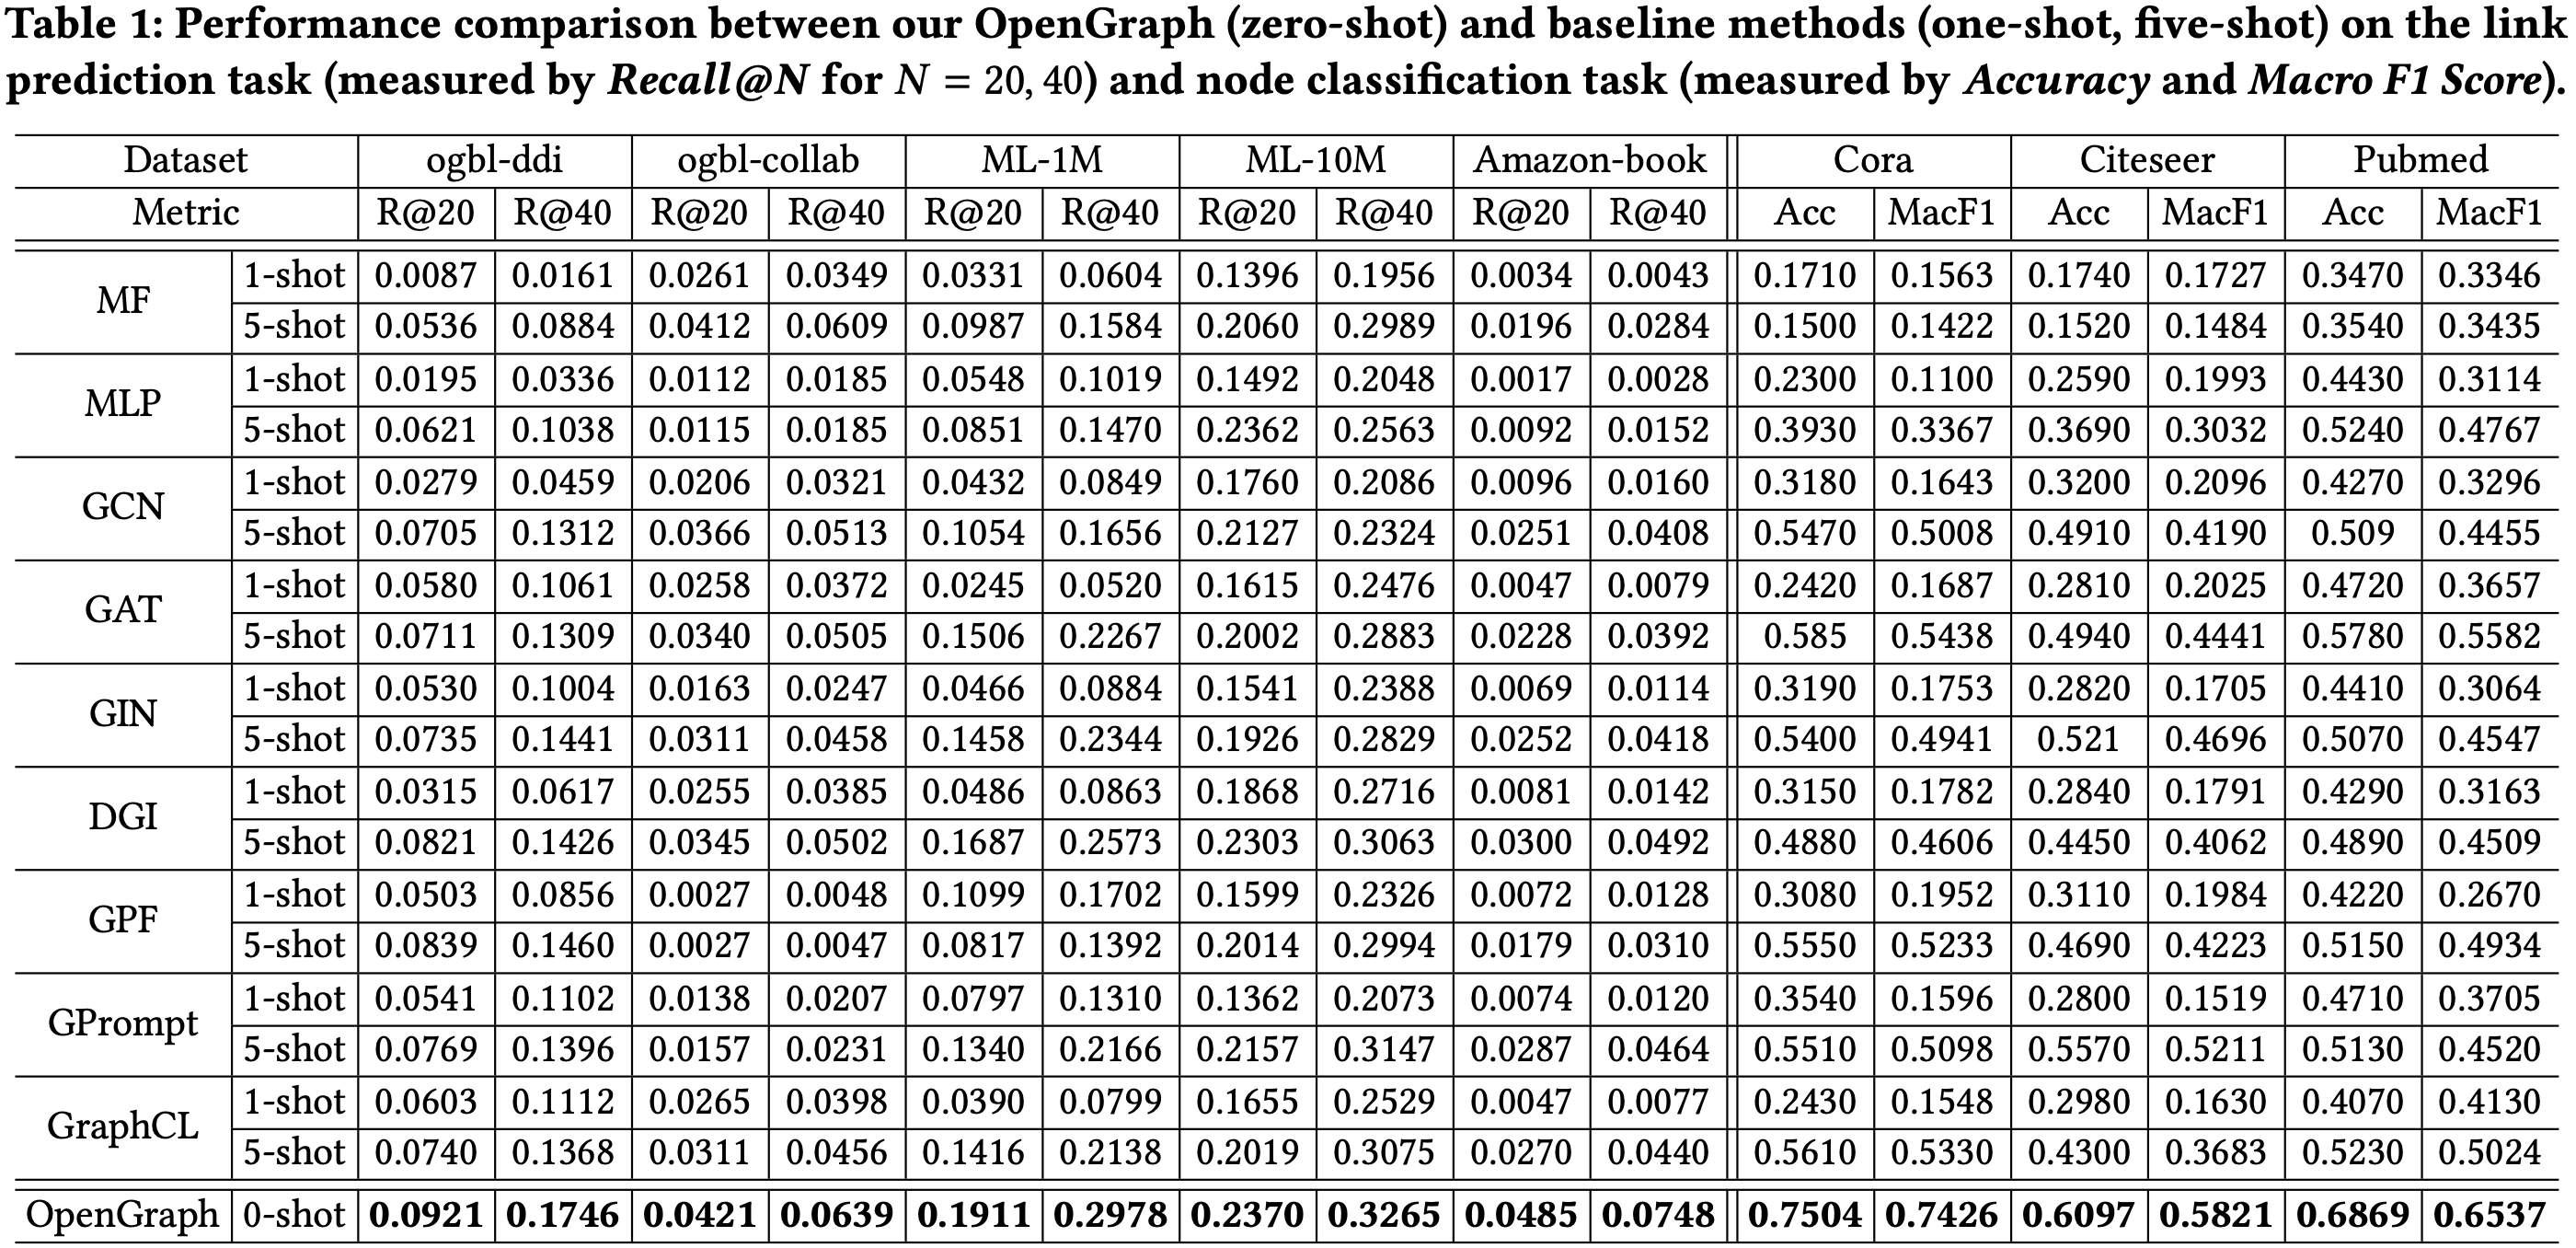 Table 1: Performance comparison between our OpenGraph (zero-shot) and baseline methods (one-shot, five-shot) on the link
prediction task (measured by Recall@N for N = 20, 40) and node classification task (measured by Accuracy and Macro F1 Score).
Dataset ogbl-ddi ogbl-collab ML-1M ML-10M Amazon-book Cora Citeseer Pubmed
Metric R@20 R@40 R@20 R@40 R@20 R@40 R@20 R@40 R@20 R@40 Acc MacF1 Acc MacF1 Acc MacF1
MF
1-shot 0.0087 0.0161 0.0261 0.0349 0.0331 0.0604 0.1396 0.1956 0.0034 0.0043 0.1710 0.1563 0.1740 0.1727 0.3470 0.3346
5-shot 0.0536 0.0884 0.0412 0.0609 0.0987 0.1584 0.2060 0.2989 0.0196 0.0284 0.1500 0.1422 0.1520 0.1484 0.3540 0.3435
MLP
1-shot 0.0195 0.0336 0.0112 0.0185 0.0548 0.1019 0.1492 0.2048 0.0017 0.0028 0.2300 0.1100 0.2590 0.1993 0.4430 0.3114
5-shot 0.0621 0.1038 0.0115 0.0185 0.0851 0.1470 0.2362 0.2563 0.0092 0.0152 0.3930 0.3367 0.3690 0.3032 0.5240 0.4767
GCN
1-shot 0.0279 0.0459 0.0206 0.0321 0.0432 0.0849 0.1760 0.2086 0.0096 0.0160 0.3180 0.1643 0.3200 0.2096 0.4270 0.3296
5-shot 0.0705 0.1312 0.0366 0.0513 0.1054 0.1656 0.2127 0.2324 0.0251 0.0408 0.5470 0.5008 0.4910 0.4190 0.509 0.4455
GAT
1-shot 0.0580 0.1061 0.0258 0.0372 0.0245 0.0520 0.1615 0.2476 0.0047 0.0079 0.2420 0.1687 0.2810 0.2025 0.4720 0.3657
5-shot 0.0711 0.1309 0.0340 0.0505 0.1506 0.2267 0.2002 0.2883 0.0228 0.0392 0.585 0.5438 0.4940 0.4441 0.5780 0.5582
GIN
1-shot 0.0530 0.1004 0.0163 0.0247 0.0466 0.0884 0.1541 0.2388 0.0069 0.0114 0.3190 0.1753 0.2820 0.1705 0.4410 0.3064
5-shot 0.0735 0.1441 0.0311 0.0458 0.1458 0.2344 0.1926 0.2829 0.0252 0.0418 0.5400 0.4941 0.521 0.4696 0.5070 0.4547
DGI
1-shot 0.0315 0.0617 0.0255 0.0385 0.0486 0.0863 0.1868 0.2716 0.0081 0.0142 0.3150 0.1782 0.2840 0.1791 0.4290 0.3163
5-shot 0.0821 0.1426 0.0345 0.0502 0.1687 0.2573 0.2303 0.3063 0.0300 0.0492 0.4880 0.4606 0.4450 0.4062 0.4890 0.4509
GPF
1-shot 0.0503 0.0856 0.0027 0.0048 0.1099 0.1702 0.1599 0.2326 0.0072 0.0128 0.3080 0.1952 0.3110 0.1984 0.4220 0.2670
5-shot 0.0839 0.1460 0.0027 0.0047 0.0817 0.1392 0.2014 0.2994 0.0179 0.0310 0.5550 0.5233 0.4690 0.4223 0.5150 0.4934
GPrompt
1-shot 0.0541 0.1102 0.0138 0.0207 0.0797 0.1310 0.1362 0.2073 0.0074 0.0120 0.3540 0.1596 0.2800 0.1519 0.4710 0.3705
5-shot 0.0769 0.1396 0.0157 0.0231 0.1340 0.2166 0.2157 0.3147 0.0287 0.0464 0.5510 0.5098 0.5570 0.5211 0.5130 0.4520
GraphCL
1-shot 0.0603 0.1112 0.0265 0.0398 0.0390 0.0799 0.1655 0.2529 0.0047 0.0077 0.2430 0.1548 0.2980 0.1630 0.4070 0.4130
5-shot 0.0740 0.1368 0.0311 0.0456 0.1416 0.2138 0.2019 0.3075 0.0270 0.0440 0.5610 0.5330 0.4300 0.3683 0.5230 0.5024
OpenGraph 0-shot 0.0921 0.1746 0.0421 0.0639 0.1911 0.2978 0.2370 0.3265 0.0485 0.0748 0.7504 0.7426 0.6097 0.5821 0.6869 0.6537